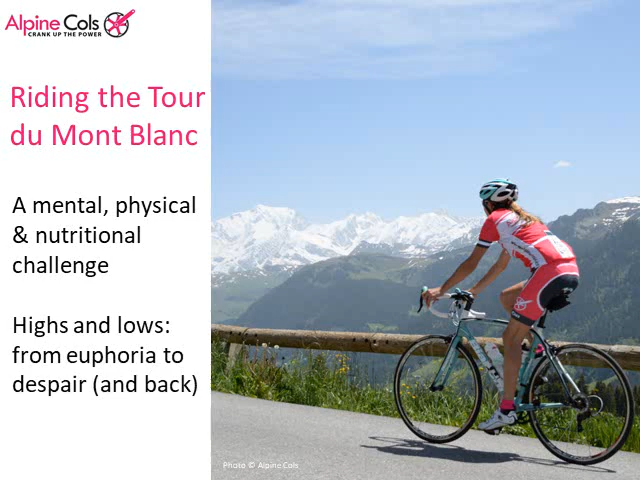 Alpine Cols
CRANK UP THE POWER
Riding the Tour
du Mont Blanc
A mental, physical
& nutritional
challenge
Highs and lows:
from euphoria to
despair (and back)
Photo © Alpine Cols